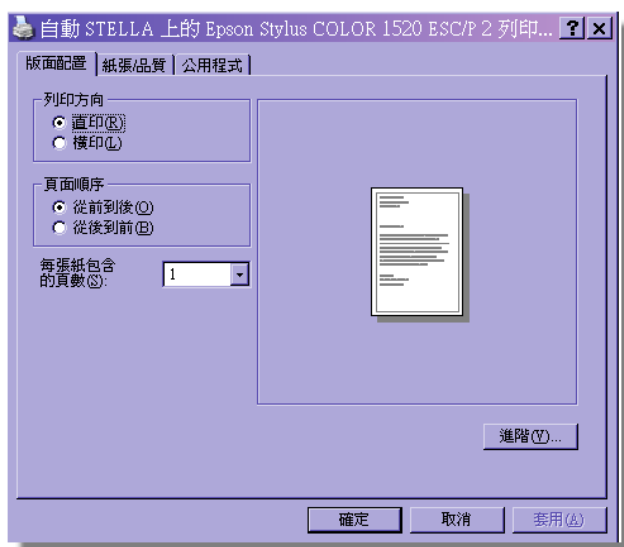 自動 STELLA 上的 Epson Stylus COLOR 1520 ESC/P 2 列印...
版面配置 紙張/品質 公用程式
列印方向
直印(R)
橫印(L)
頁面順序
從前到後(O)
從後到前(B)
每張紙包含
的頁數(S): 1
進階(V)...
確定 取消 套用(A)